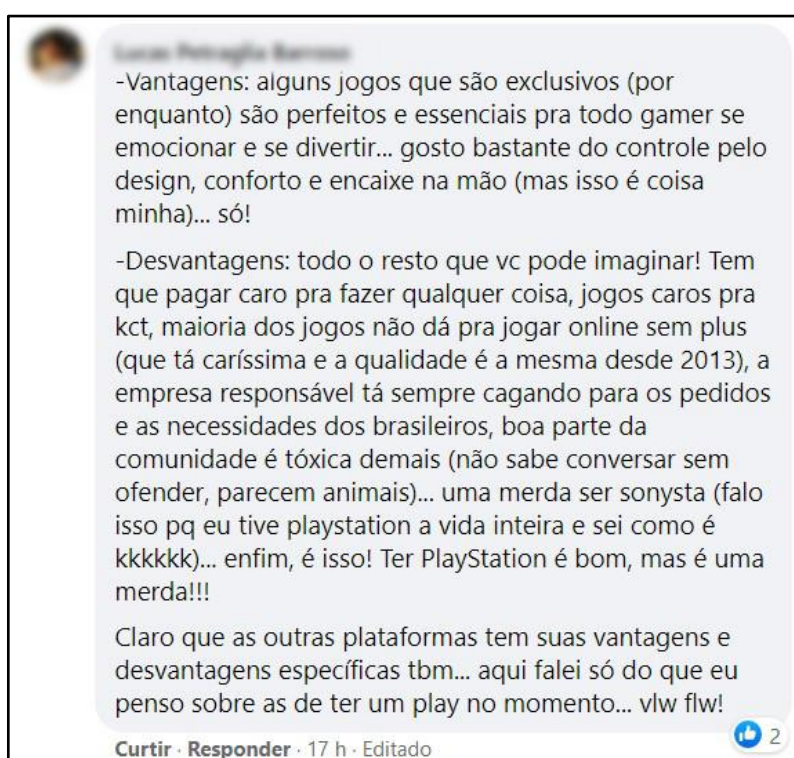 -Vantagens: alguns jogos que são exclusivos (por
enquanto) são perfeitos e essenciais pra todo gamer se
emocionar e se divertir... gosto bastante do controle pelo
design, conforto e encaixe na mão (mas isso é coisa
minha)... só!
-Desvantagens: todo o resto que vc pode imaginar! Tem
que pagar caro pra fazer qualquer coisa, jogos caros pra
kct, maioria dos jogos não dá pra jogar online sem plus
(que tá caríssima e a qualidade é a mesma desde 2013), a
empresa responsável tá sempre cagando para os pedidos
e as necessidades dos brasileiros, boa parte da
comunidade é tóxica demais (não sabe conversar sem
ofender, parecem animais)... uma merda ser sonysta (falo
isso pq eu tive playstation a vida inteira e sei como é
kkkkkk)... enfim, é isso! Ter PlayStation é bom, mas é uma
merda!!!
Claro que as outras plataformas tem suas vantagens e
desvantagens específicas tbm... aqui falei só do que eu
penso sobre as de ter um play no momento... vlw flw!
2
Curtir · Responder · 17 h · Editado